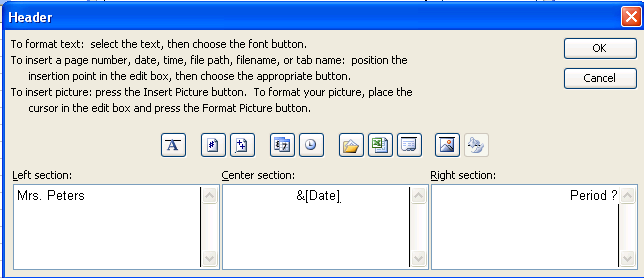 Header
To format text: select the text, then choose the font button.
To insert a page number, date, time, file path, filename, or tab name: position the
insertion point in the edit box, then choose the appropriate button.
To insert picture: press the Insert Picture button. To format your picture, place the
cursor in the edit box and press the Format Picture button.
OK
Cancel
Left section:
Center section:
Right section:
Mrs. Peters
&[Date]
Period ?